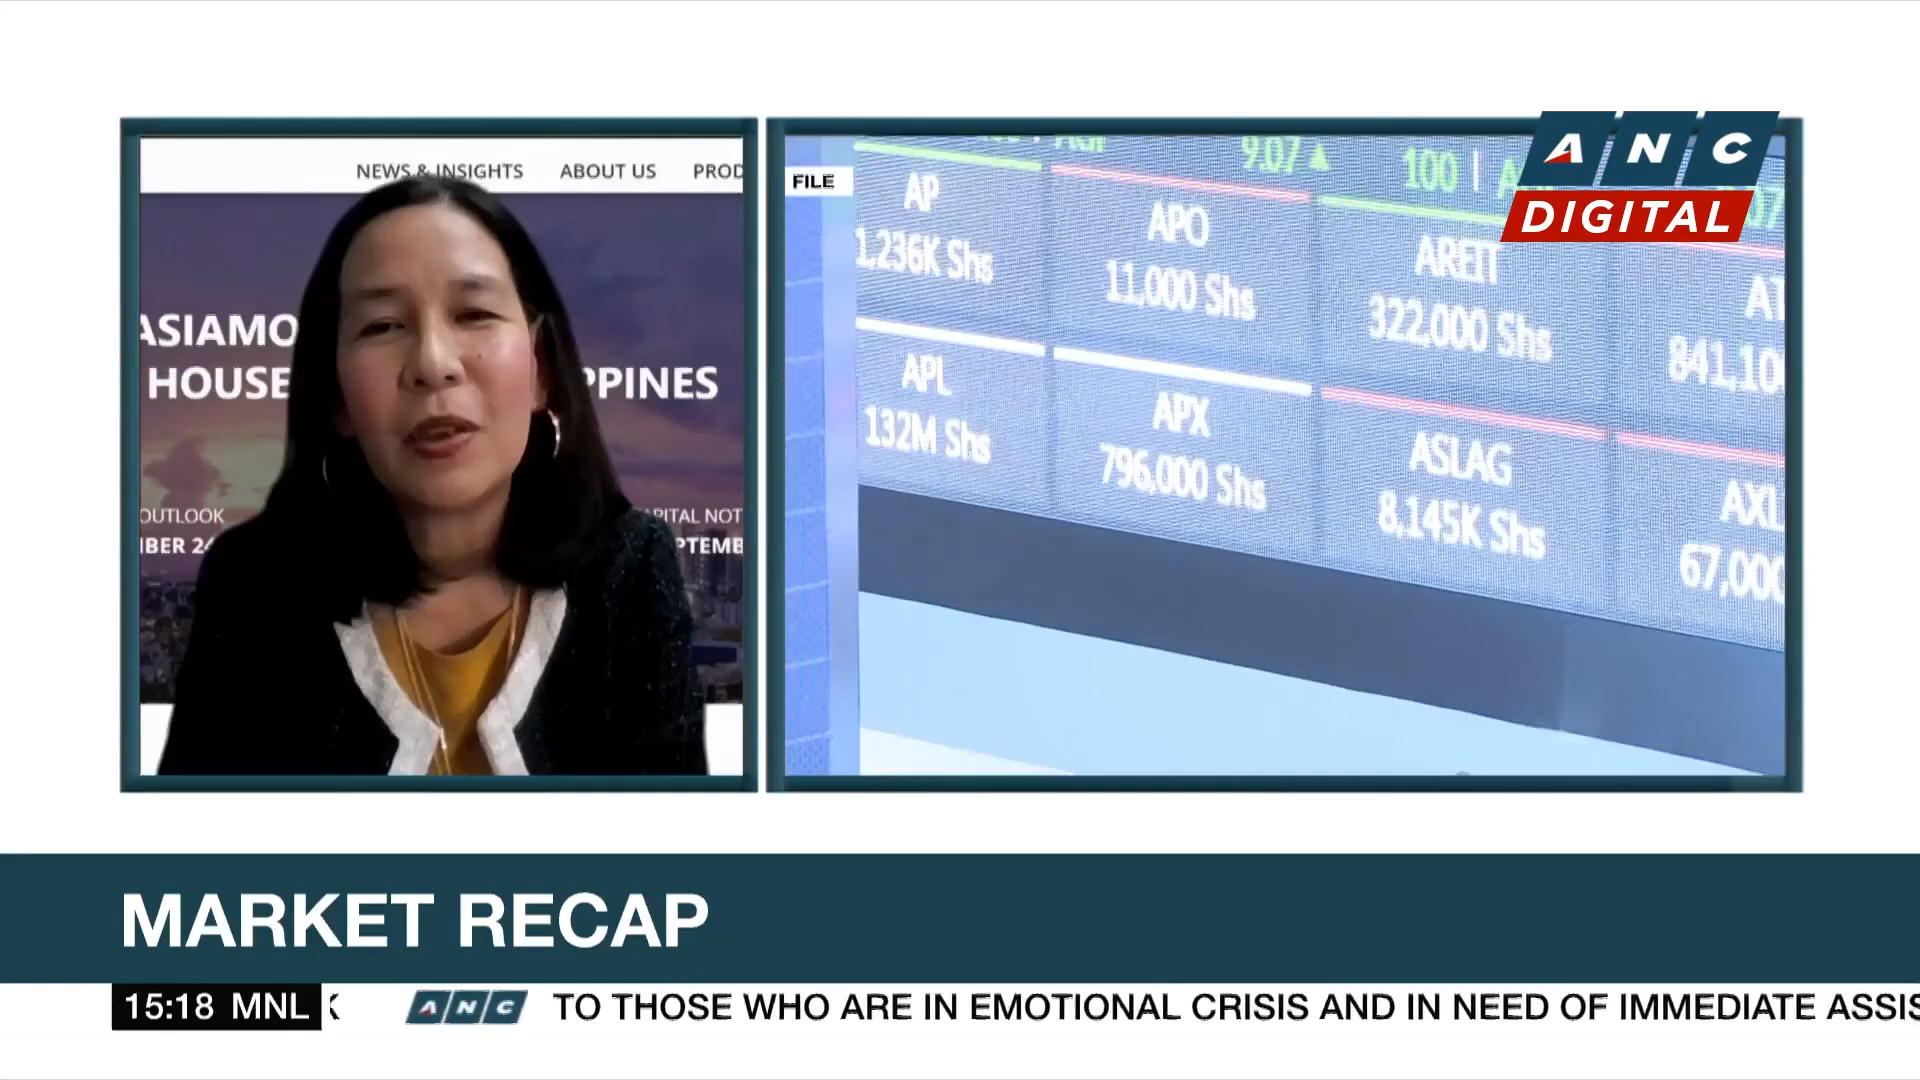 NEWS & INSIGHTS ABOUT US PROD
ASIAMO
HOUSE PPINES
OUTLOOK APITAL NOT
BER 24 PTEMB
FILE
9.07 ▲ 100 |
AP
1,236K Shs
APO
11,000 Shs
AREIT
322,000 Shs
841,10
APL
132M Shs
APX
796,000 Shs
ASLAG
8,145K Shs
AXL
67,000
ANC
DIGITAL
MARKET RECAP
15:18 MNL K ANC TO THOSE WHO ARE IN EMOTIONAL CRISIS AND IN NEED OF IMMEDIATE ASSIS